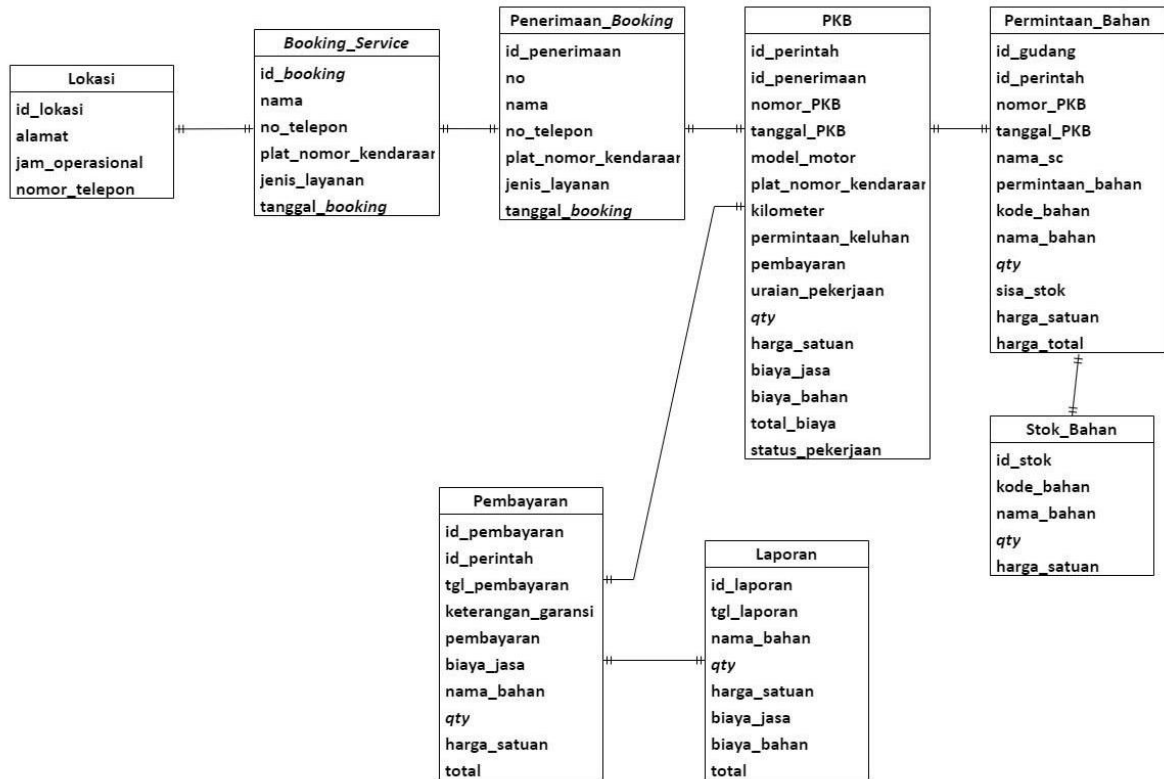 Lokasi
id_lokasi
alamat
jam_operasional
nomor_telepon
Booking_Service
id_booking
nama
no_telepon
plat_nomor_kendaraar
jenis_layanan
tanggal_booking
Penerimaan_Booking
id_penerimaan
no
nama
no_telepon
plat_nomor_kendaraar
jenis_layanan
tanggal_booking
PKB
id_perintah
id_penerimaan
nomor_PKB
tanggal_PKB
model_motor
plat_nomor_kendaraar
kilometer
permintaan_keluhan
pembayaran
uraian_pekerjaan
qty
harga_satuan
biaya_jasa
biaya_bahan
total_biaya
status_pekerjaan
Permintaan_Bahan
id_gudang
id_perintah
nomor_PKB
tanggal_PKB
nama_sc
permintaan_bahan
kode_bahan
nama_bahan
qty
sisa_stok
harga_satuan
harga_total
Stok_Bahan
id_stok
kode_bahan
nama_bahan
qty
harga_satuan
Pembayaran
id_pembayaran
id_perintah
tgl_pembayaran
keterangan_garansi
pembayaran
biaya_jasa
nama_bahan
qty
harga_satuan
total
Laporan
id_laporan
tgl_laporan
nama_bahan
qty
harga_satuan
biaya_jasa
biaya_bahan
total